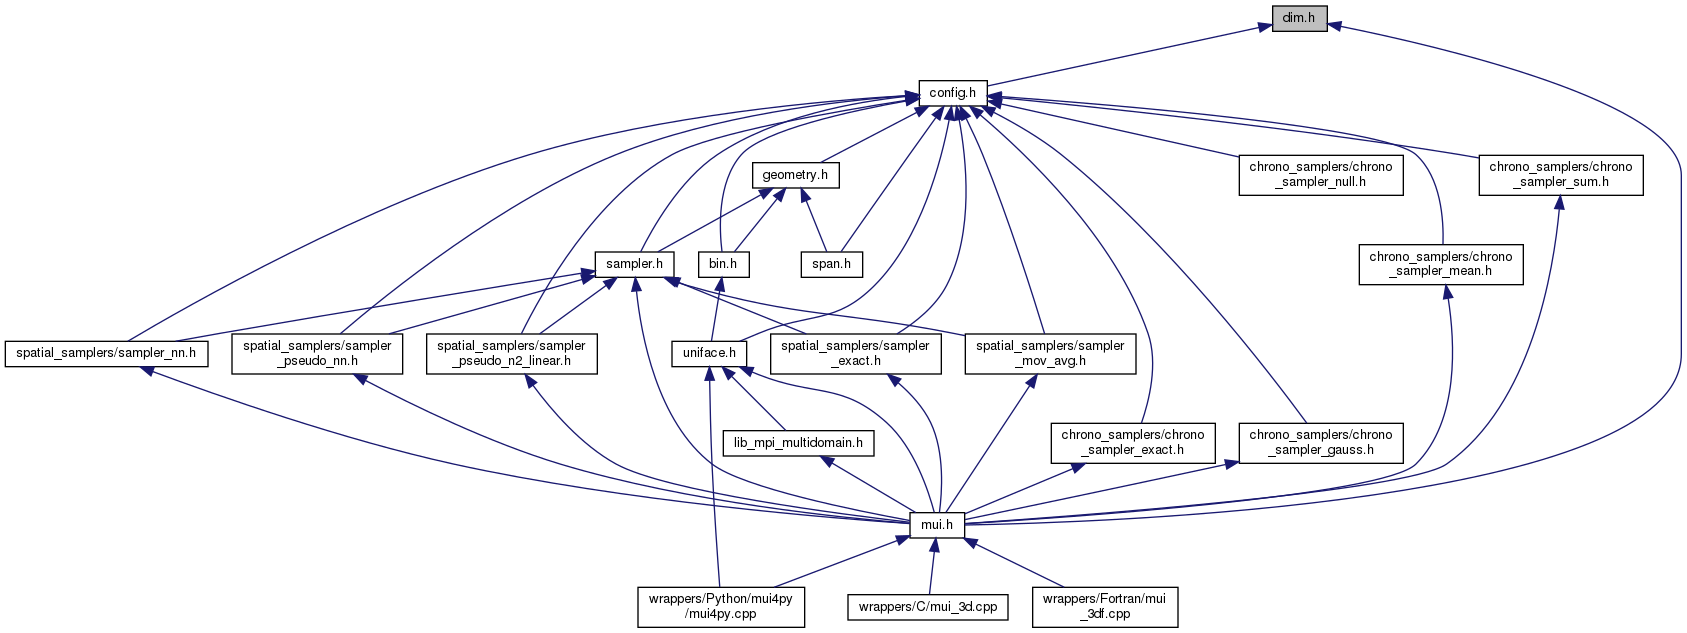 dim.h
config.h
geometry.h
chrono_samplers/chrono
_sampler_null.h
chrono_samplers/chrono
_sampler_sum.h
sampler.h
bin.h
span.h
chrono_samplers/chrono
_sampler_mean.h
spatial_samplers/sampler_nn.h
spatial_samplers/sampler
_pseudo_nn.h
spatial_samplers/sampler
_pseudo_n2_linear.h
uniface.h
spatial_samplers/sampler
_exact.h
spatial_samplers/sampler
_mov_avg.h
lib_mpi_multidomain.h
chrono_samplers/chrono
_sampler_exact.h
chrono_samplers/chrono
_sampler_gauss.h
mui.h
wrappers/Python/mui4py
/mui4py.cpp
wrappers/C/mui_3d.cpp
wrappers/Fortran/mui
_3df.cpp